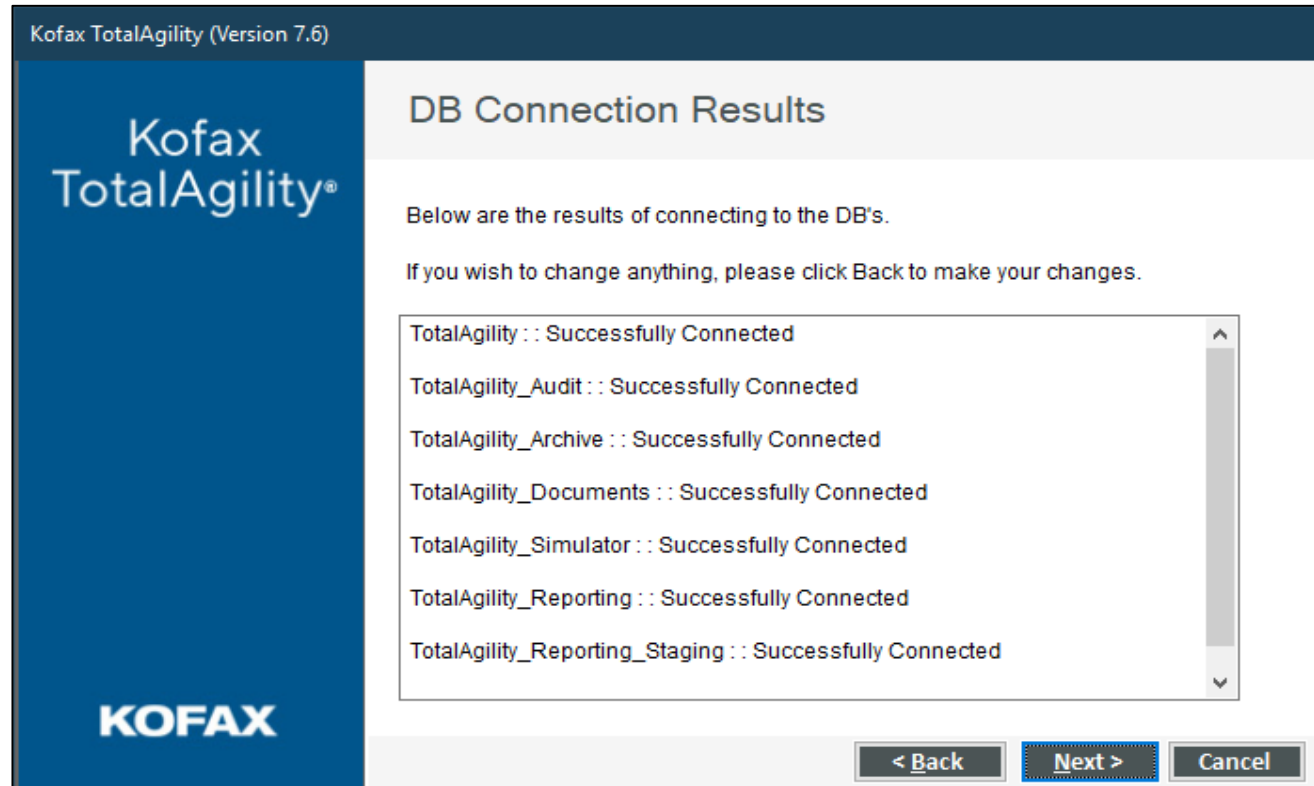 Kofax TotalAgility (Version 7.6)
Kofax
TotalAgility®
KOFAX
DB Connection Results
Below are the results of connecting to the DB's.
If you wish to change anything, please click Back to make your changes.
TotalAgility : : Successfully Connected
TotalAgility_Audit : : Successfully Connected
TotalAgility_Archive : : Successfully Connected
TotalAgility_Documents : : Successfully Connected
TotalAgility_Simulator : : Successfully Connected
TotalAgility_Reporting : : Successfully Connected
TotalAgility_Reporting_Staging : : Successfully Connected
< Back
Next >
Cancel